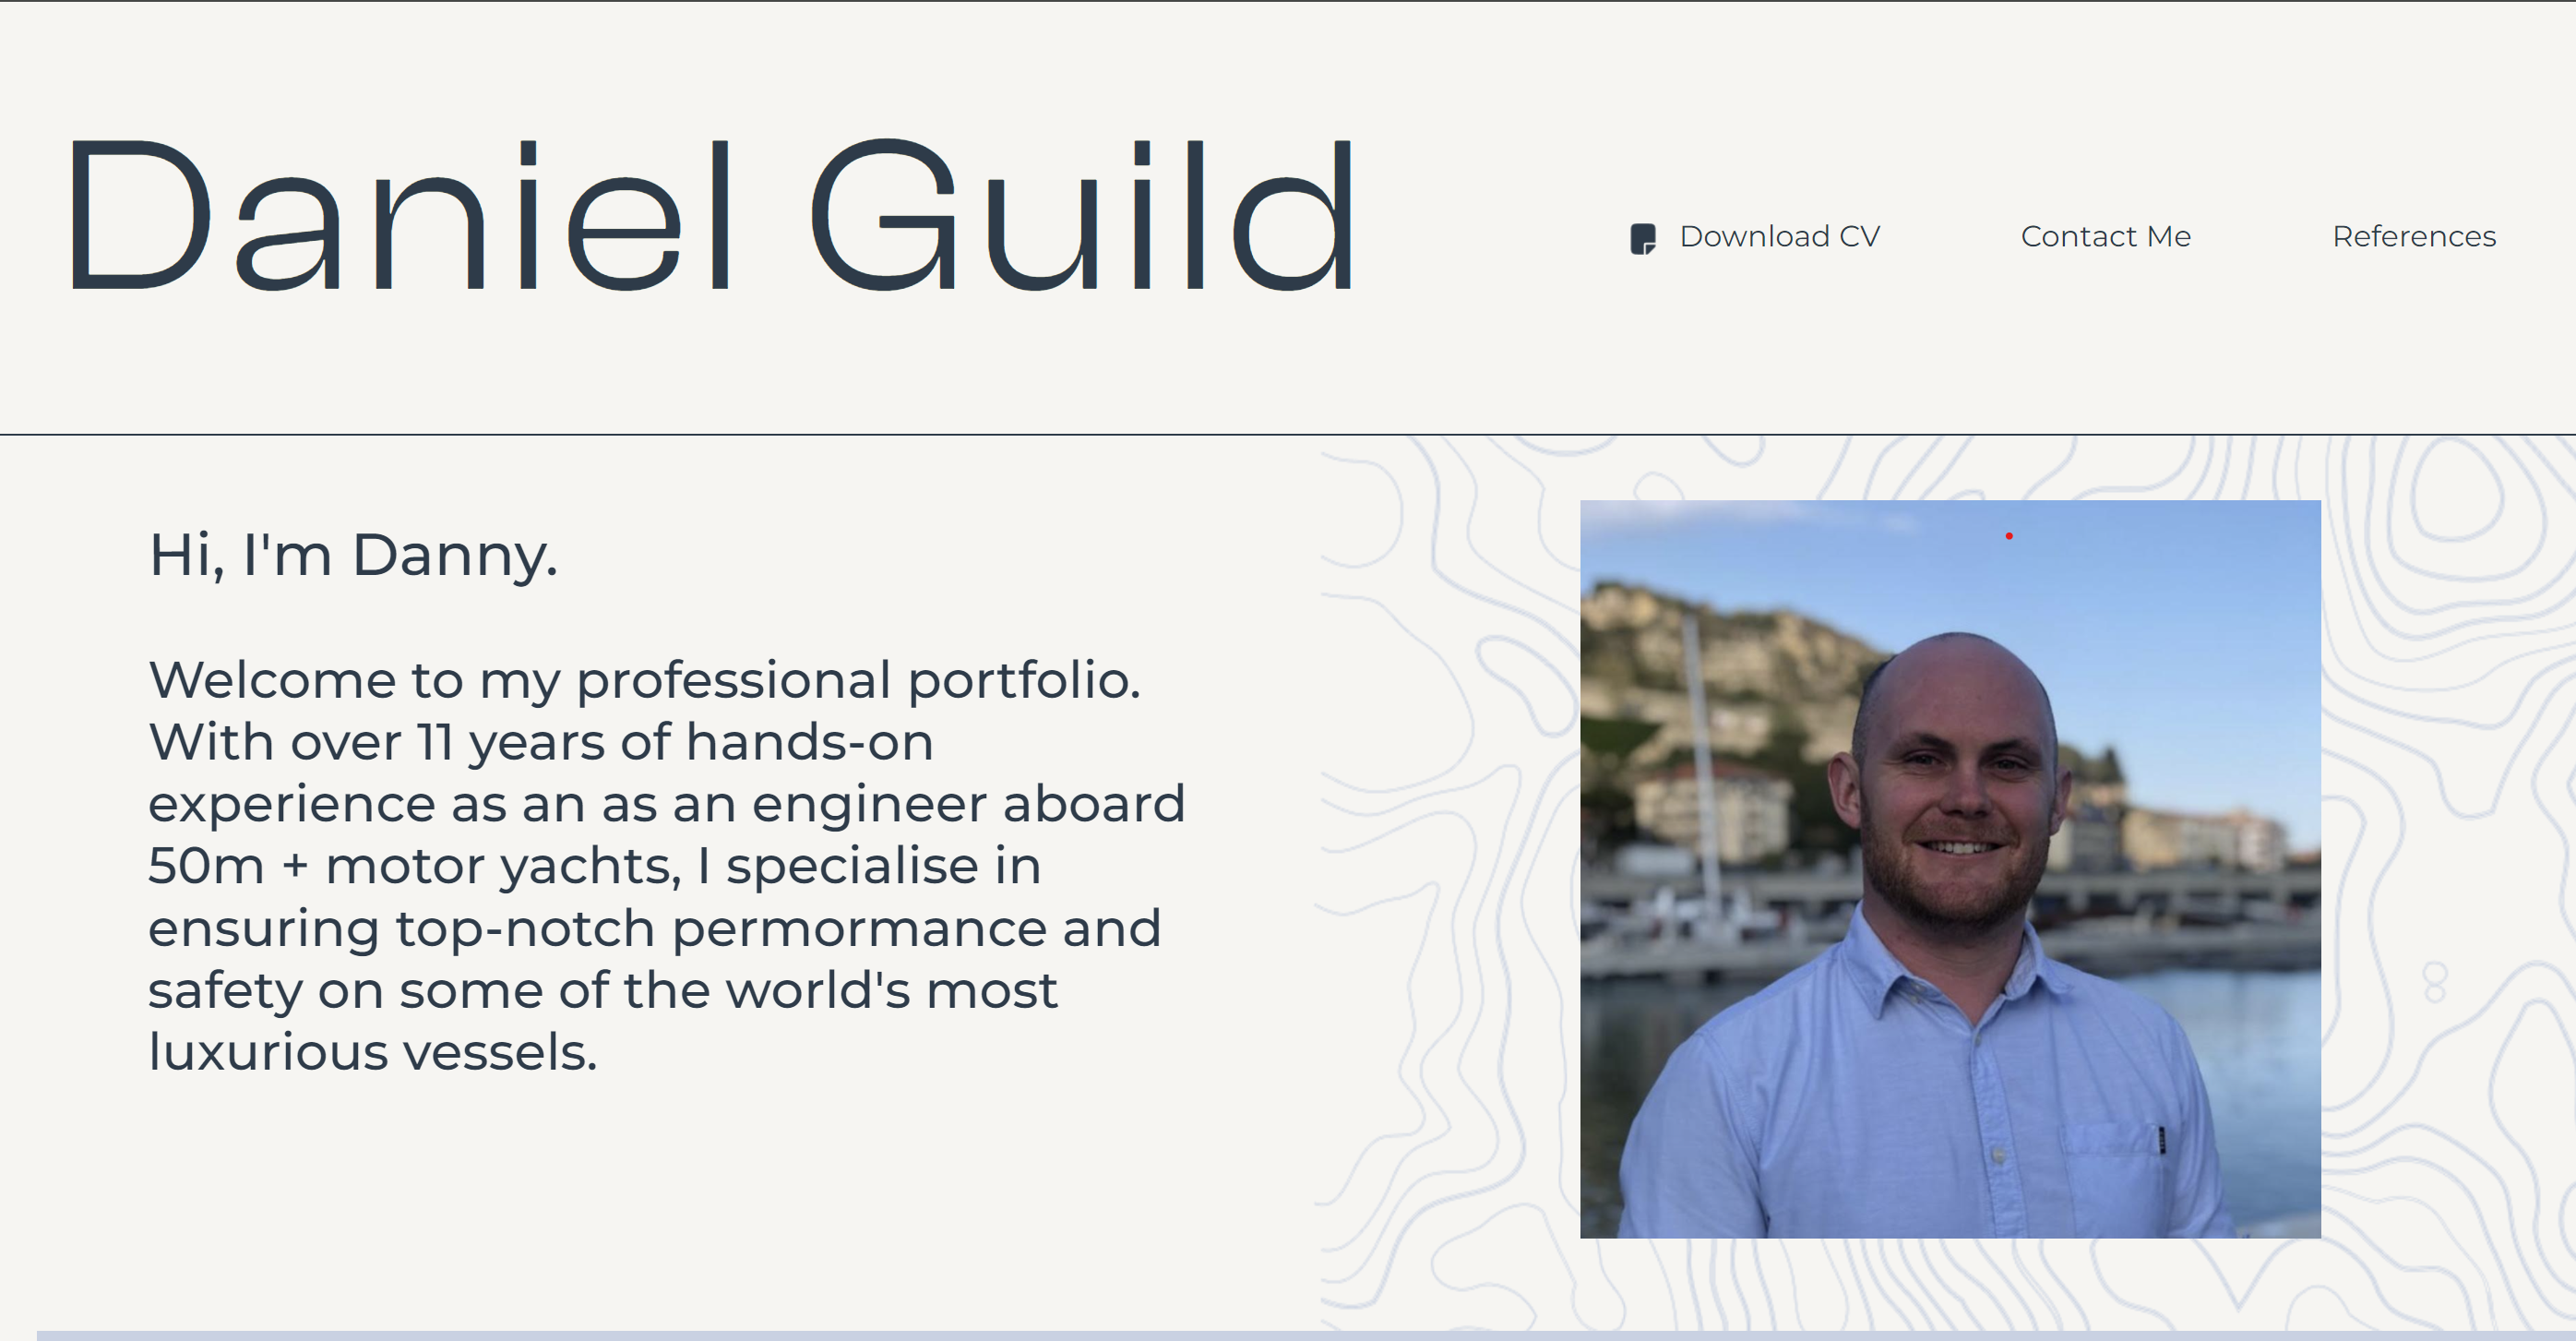 Daniel Guild
Download CV
Contact Me
References
Hi, I'm Danny.
Welcome to my professional portfolio.
With over 11 years of hands-on
experience as an as an engineer aboard
50m + motor yachts, I specialise in
ensuring top-notch permormance and
safety on some of the world's most
luxurious vessels.